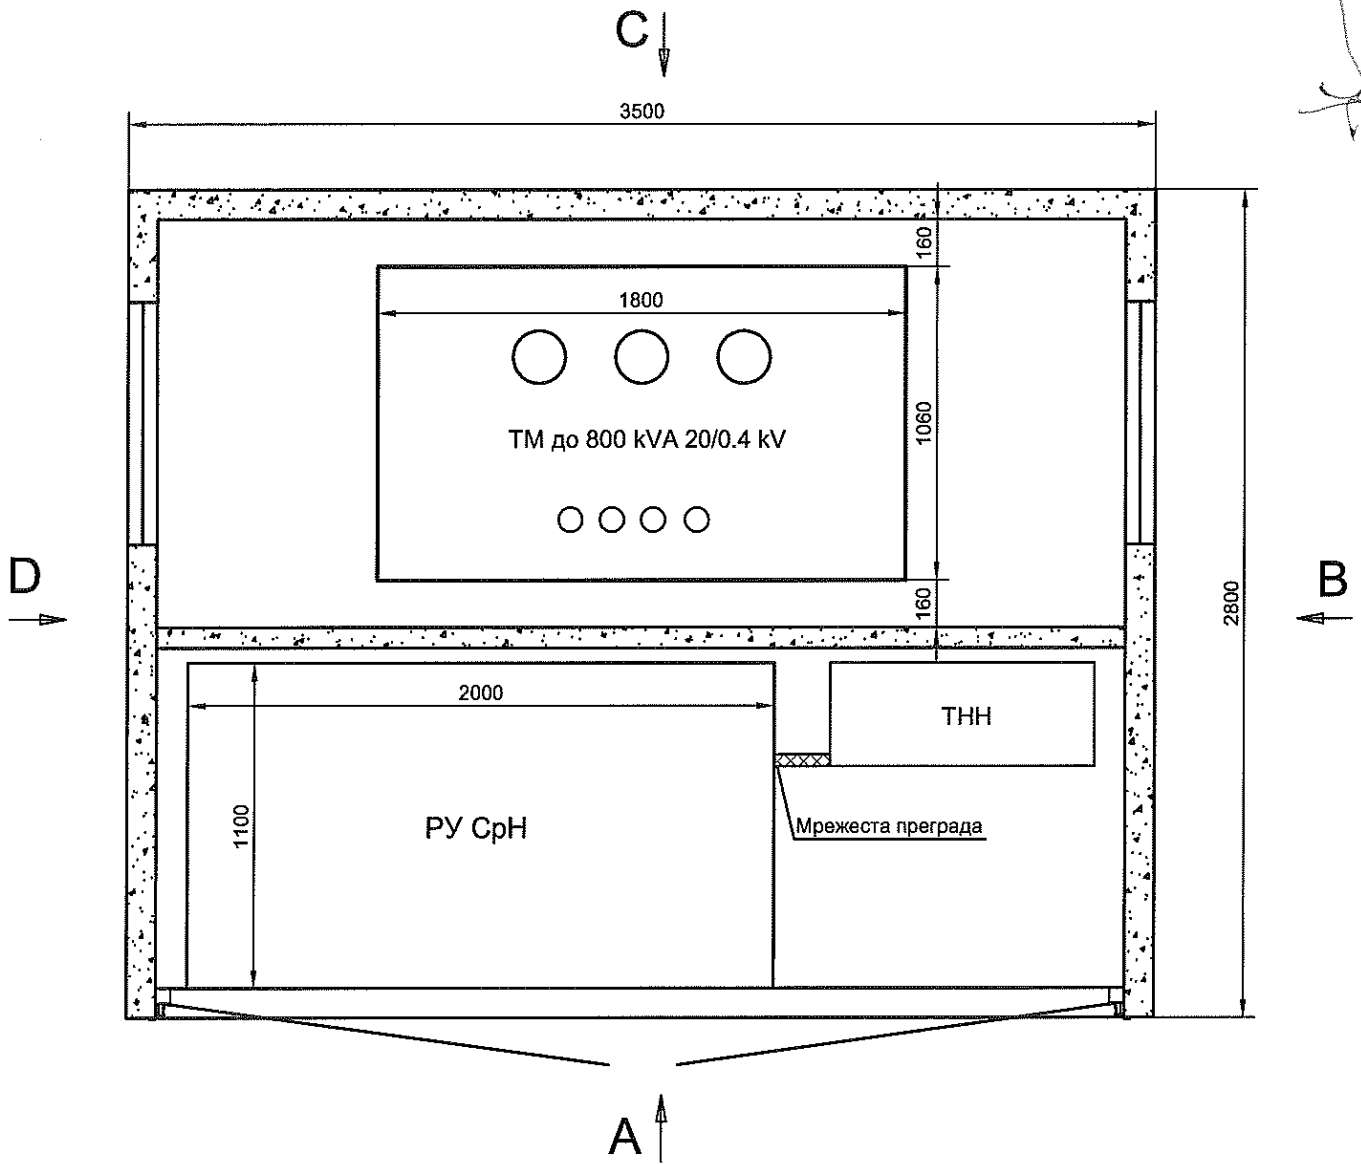 C
3500
160
1800
1060
ТМ до 800 kVA 20/0.4 kV
D
B
160
2800
2000
ТНН
1100
РУ СрН
Мрежеста преграда
A